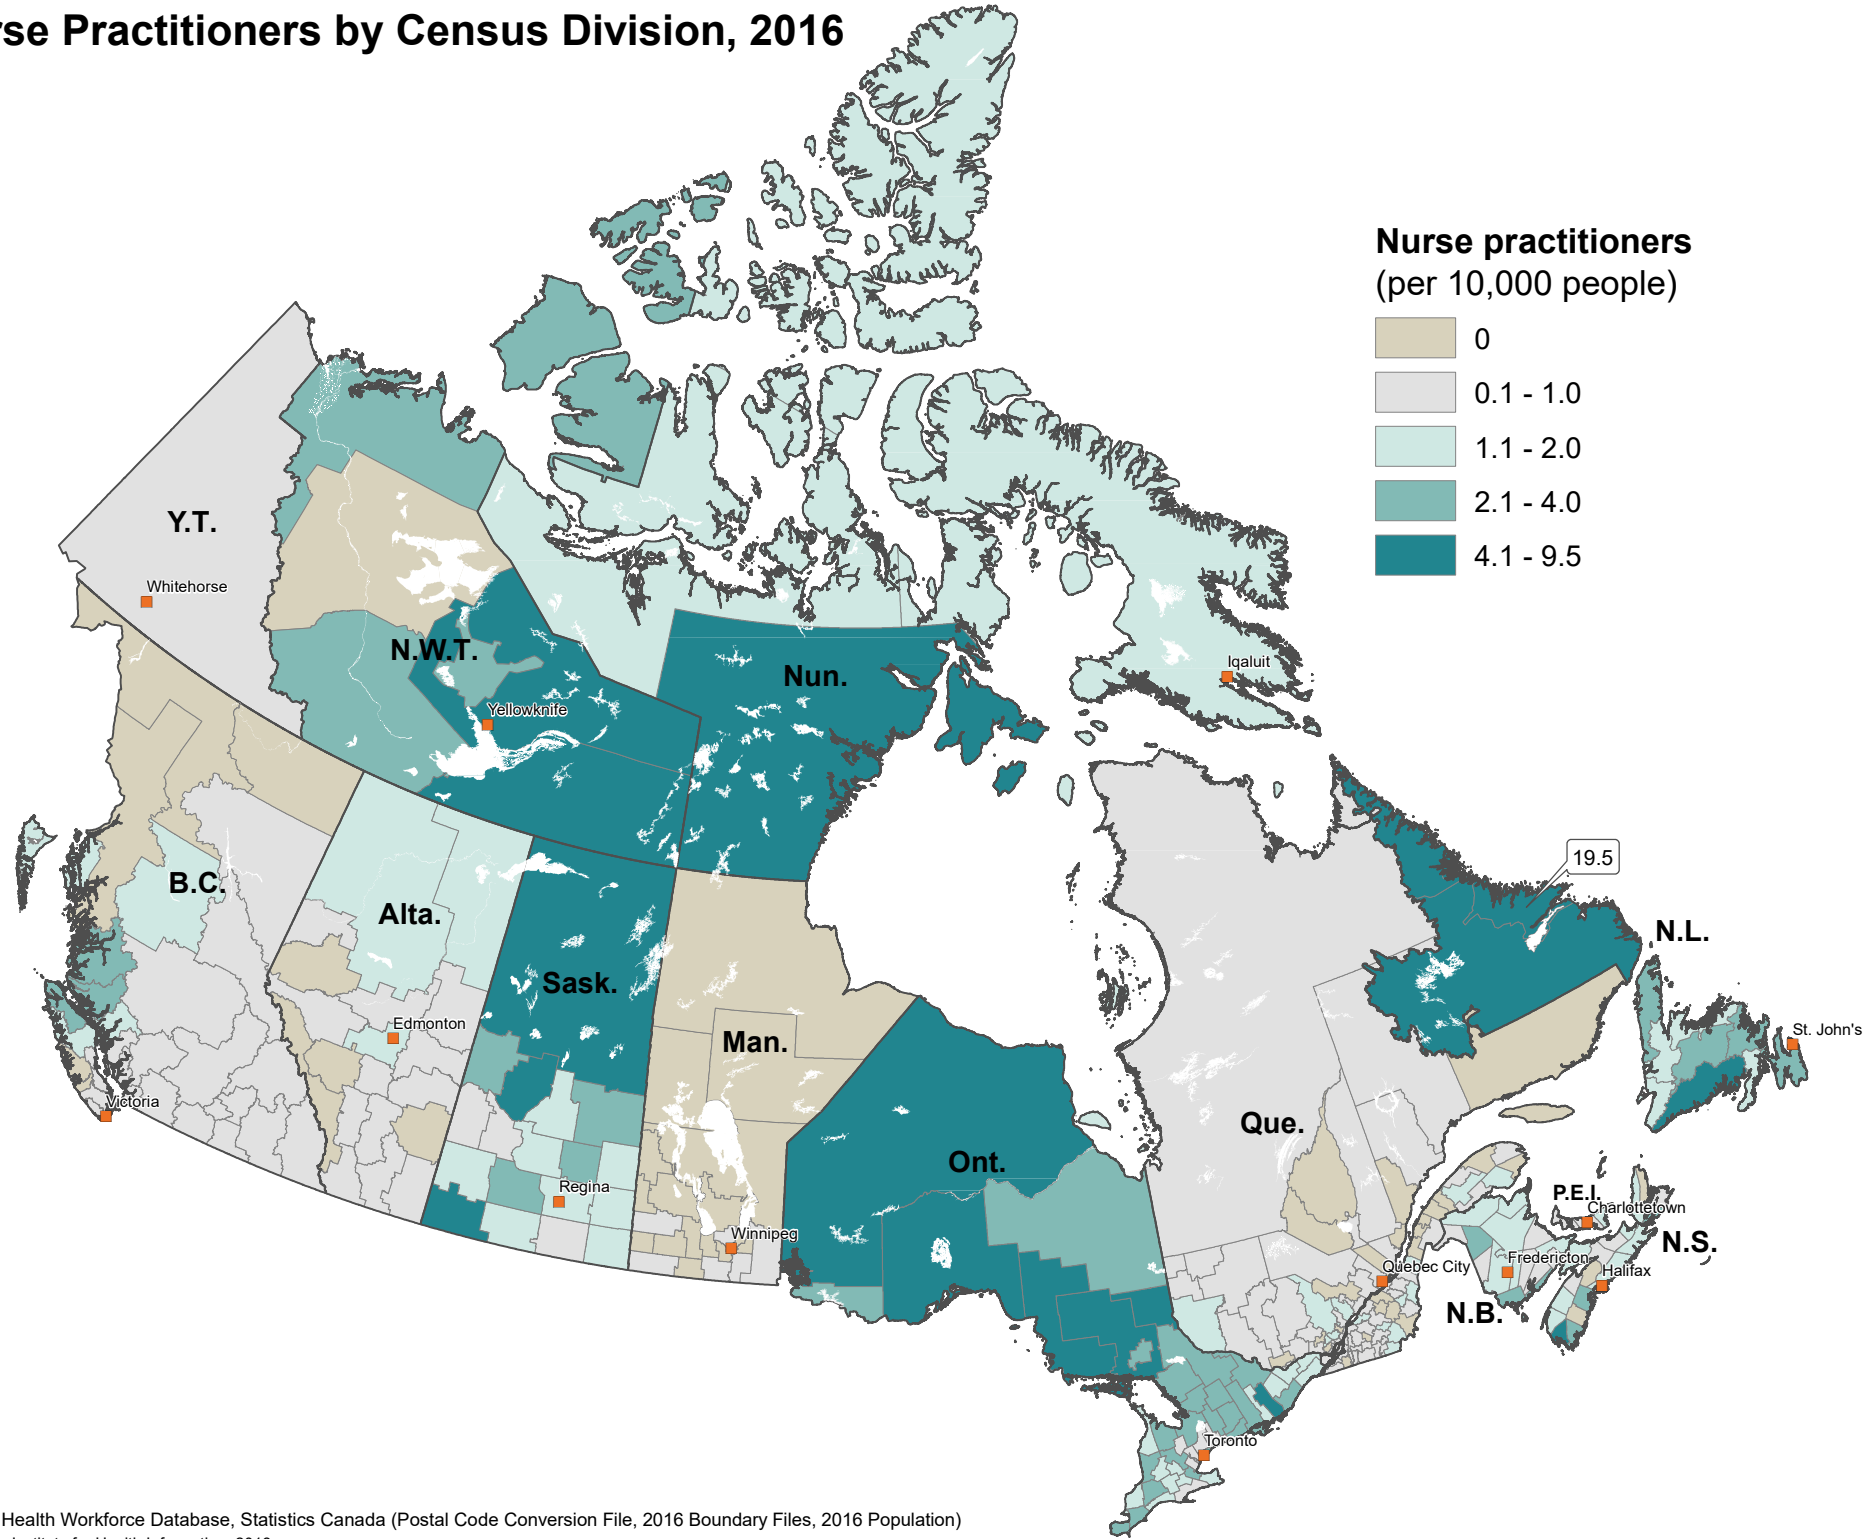 rse Practitioners by Census Division, 2016
Nurse practitioners
(per 10,000 people)
0
0.1 - 1.0
1.1 - 2.0
2.1 - 4.0
4.1 - 9.5
Y.T.
Whitehorse
N.W.T.
Yellowknife
Nun.
Iqaluit
19.5
B.C.
Alta.
Sask.
N.L.
Edmonton
Man.
St. John's
Victoria
Que.
Ont.
Regina
P.E.I.
Charlottetown
Winnipeg
N.S.
Fredericton
Québec City
Halifax
N.B.
Toronto
Health Workforce Database, Statistics Canada (Postal Code Conversion File, 2016 Boundary Files, 2016 Population)